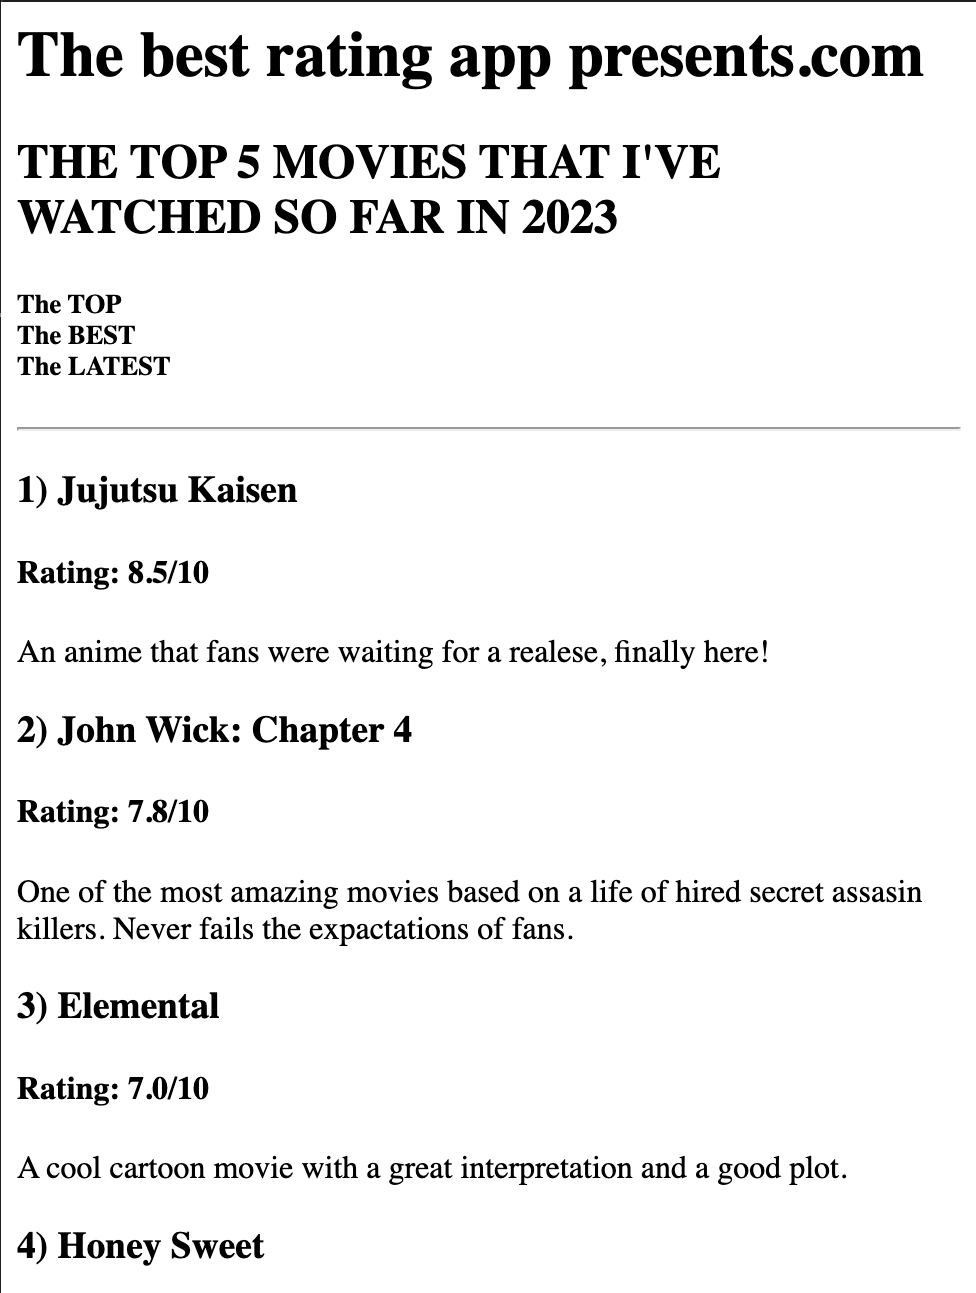 The best rating app presents.com
THE TOP 5 MOVIES THAT I'VE
WATCHED SO FAR IN 2023
The TOP
The BEST
The LATEST
1) Jujutsu Kaisen
Rating: 8.5/10
An anime that fans were waiting for a realese, finally here!
2) John Wick: Chapter 4
Rating: 7.8/10
One of the most amazing movies based on a life of hired secret assasin
killers. Never fails the expactations of fans.
3) Elemental
Rating: 7.0/10
A cool cartoon movie with a great interpretation and a good plot.
4) Honey Sweet